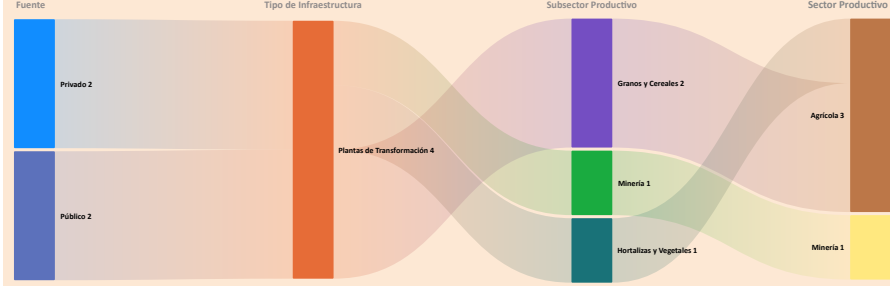 Fuente
Tipo de Infraestructura
Subsector Productivo
Sector Productivo
Privado 2
Público 2
Plantas de Transformación 4
Granos y Cereales 2
Minería 1
Hortalizas y Vegetales 1
Agrícola 3
Minería 1